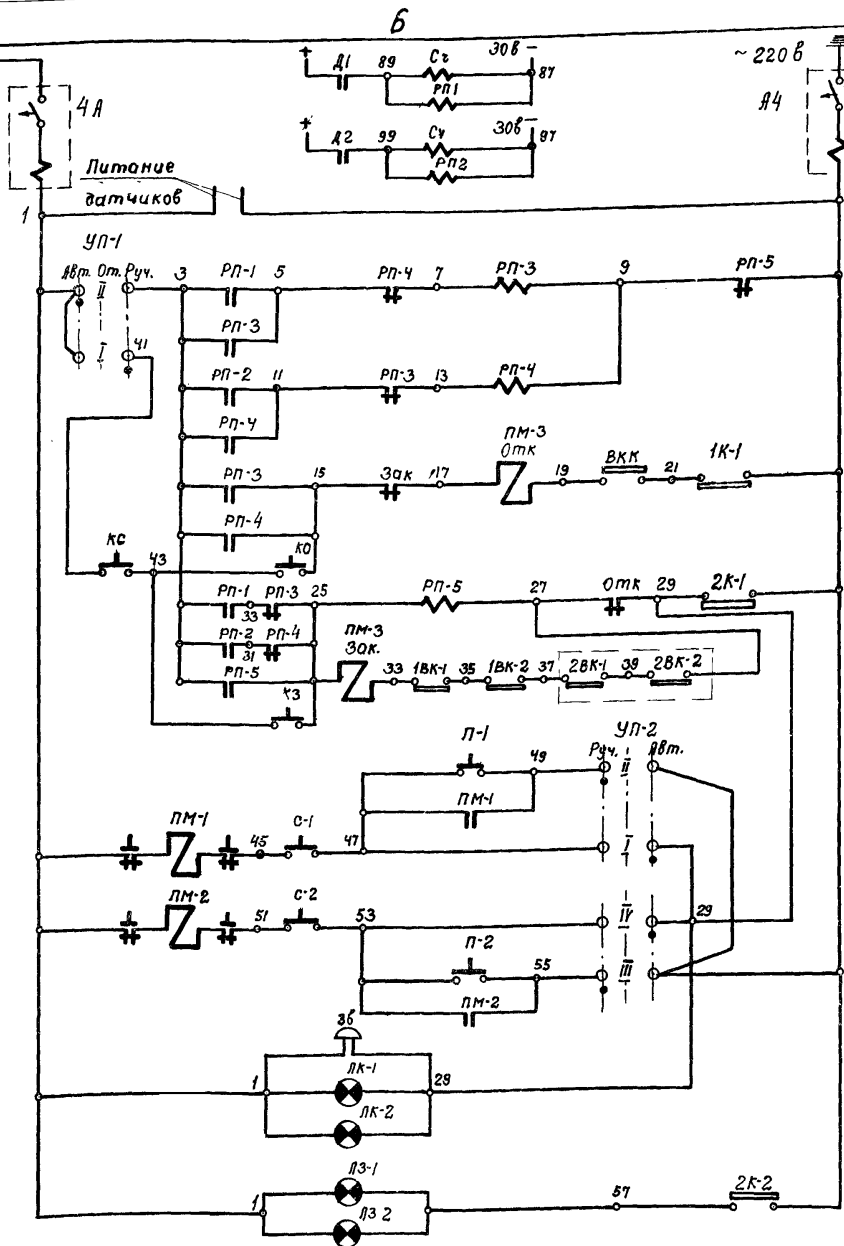 Б
Д1 89 Сч 30в 87
РП1
~ 220 в
4А
А4
Д2 99 Сч 30в 87
РП2
Питание
датчиков
1
УП-1
Авт. От. Руч.
II
3 РП-1 5 РП-4 7 РП-3 9 РП-5
РП-3
I 41
РП-2 11 РП-3 13 РП-4
РП-4
РП-3 15 Зак 17 ПМ-3 Отк 19 ВКК 21 1К-1
РП-4
КС 43 КО
РП-1 33 РП-3 25 РП-5 27 Отк 29 2К-1
РП-2 31 РП-4
ПМ-3
Зак.
РП-5 33 1ВК-1 35 1ВК-2 37 2ВК-1 39 2ВК-2
КЗ
УП-2
Руч. II Авт.
П-1 49
ПМ-1
ПМ-1 45 С-1 47 I
ПМ-2 51 С-2 53 IV 29
П-2 55 III
ПМ-2
Зв
1 ЛК-1 29
ЛК-2
1 ЛЗ-1 57 2К-2
ЛЗ-2